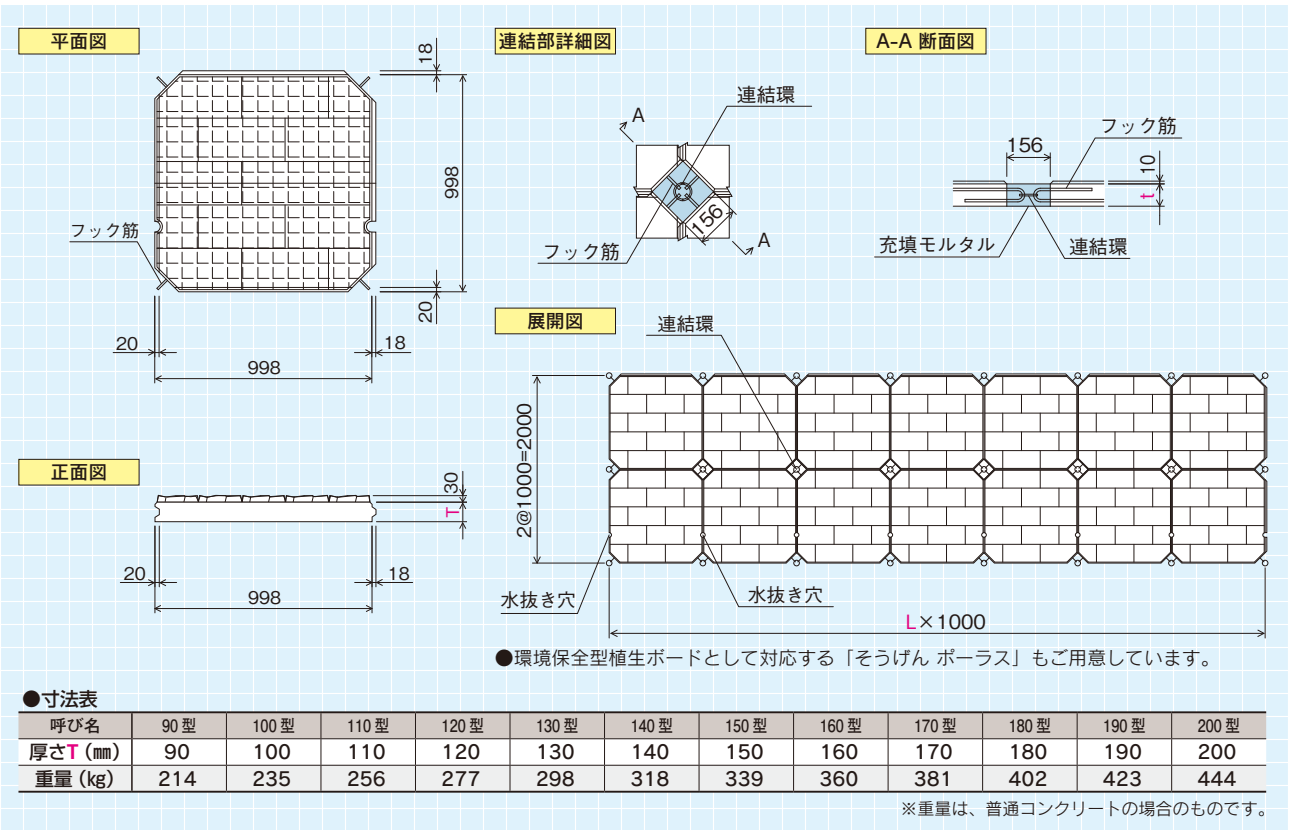 平面図
18
998
フック筋
20
20
998
18
連結部詳細図
連結環
A
156
フック筋
A
A-A 断面図
フック筋
156
10
t
充填モルタル
連結環
展開図
連結環
2@1000=2000
水抜き穴
水抜き穴
L×1000
正面図
30
T
20
998
18
●環境保全型植生ボードとして対応する「そうげん ポーラス」もご用意しています。
●寸法表
呼び名 90型 100型 110型 120型 130型 140型 150型 160型 170型 180型 190型 200型
厚さT(㎜) 90 100 110 120 130 140 150 160 170 180 190 200
重量(kg) 214 235 256 277 298 318 339 360 381 402 423 444
※重量は、普通コンクリートの場合のものです。